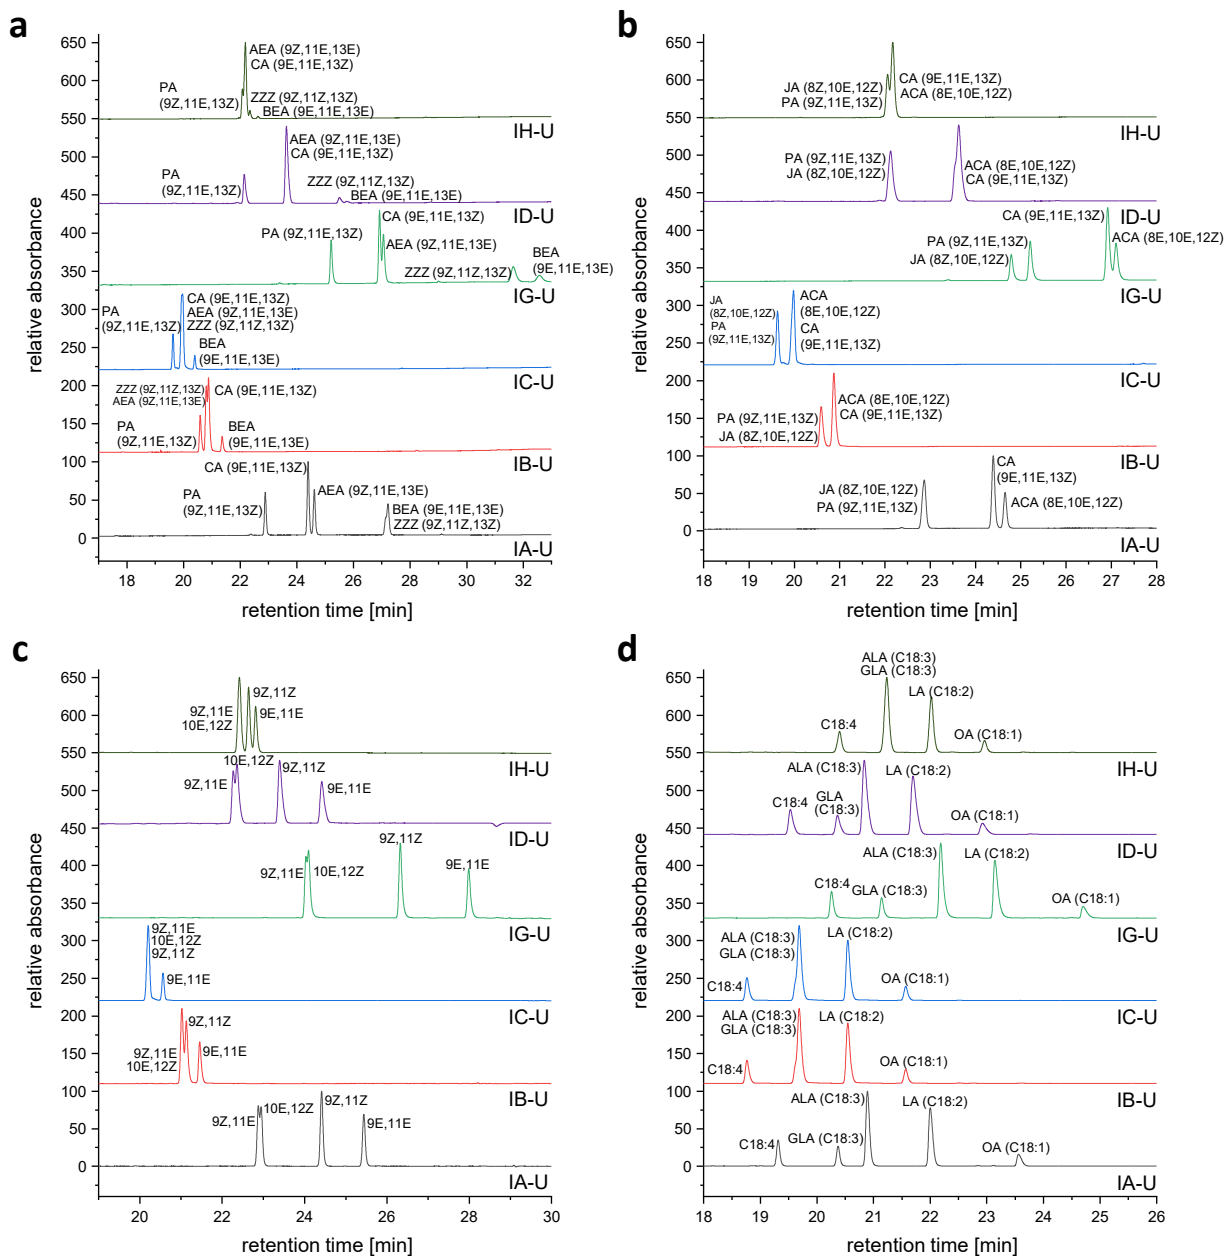 a
650
600
550
500
450
400
350
300
250
200
150
100
50
0
relative absorbance
AEA (9Z,11E,13E)
CA (9E,11E,13Z)
PA
(9Z,11E,13Z)
ZZZ (9Z,11Z,13Z)
BEA (9E,11E,13E)
IH-U
AEA (9Z,11E,13E)
CA (9E,11E,13Z)
PA
(9Z,11E,13Z)
ZZZ (9Z,11Z,13Z)
BEA (9E,11E,13E)
ID-U
CA (9E,11E,13Z)
PA (9Z,11E,13Z)
AEA (9Z,11E,13E)
BEA
(9E,11E,13E)
ZZZ (9Z,11Z,13Z)
IG-U
CA (9E,11E,13Z)
AEA (9Z,11E,13E)
ZZZ (9Z,11Z,13Z)
PA
(9Z,11E,13Z)
BEA
(9E,11E,13E)
IC-U
ZZZ (9Z,11Z,13Z)
AEA (9Z,11E,13E)
CA (9E,11E,13Z)
PA
(9Z,11E,13Z)
BEA
(9E,11E,13E)
IB-U
CA (9E,11E,13Z)
PA
(9Z,11E,13Z)
AEA (9Z,11E,13E)
BEA (9E,11E,13E)
ZZZ (9Z,11Z,13Z)
IA-U
18 20 22 24 26 28 30 32
retention time [min]
b
650
600
550
500
450
400
350
300
250
200
150
100
50
0
relative absorbance
JA (8Z,10E,12Z)
PA (9Z,11E,13Z)
CA (9E,11E,13Z)
ACA (8E,10E,12Z)
IH-U
PA (9Z,11E,13Z)
JA (8Z,10E,12Z)
ACA (8E,10E,12Z)
CA (9E,11E,13Z)
ID-U
CA (9E,11E,13Z)
PA (9Z,11E,13Z)
JA (8Z,10E,12Z)
ACA (8E,10E,12Z)
IG-U
JA
(8Z,10E,12Z)
PA
(9Z,11E,13Z)
ACA
(8E,10E,12Z)
CA
(9E,11E,13Z)
IC-U
PA (9Z,11E,13Z)
JA (8Z,10E,12Z)
ACA (8E,10E,12Z)
CA (9E,11E,13Z)
IB-U
JA (8Z,10E,12Z)
PA (9Z,11E,13Z)
CA
(9E,11E,13Z)
ACA (8E,10E,12Z)
IA-U
18 19 20 21 22 23 24 25 26 27 28
retention time [min]
c
650
600
550
500
450
400
350
300
250
200
150
100
50
0
relative absorbance
9Z,11E
10E,12Z
9Z,11Z
9E,11E
IH-U
9Z,11E
10E,12Z
9Z,11Z
9E,11E
ID-U
9Z,11E
10E,12Z
9Z,11Z
9E,11E
IG-U
9Z,11E
10E,12Z
9Z,11Z
9E,11E
IC-U
9Z,11E
10E,12Z
9Z,11Z
9E,11E
IB-U
9Z,11E
10E,12Z
9Z,11Z
9E,11E
IA-U
20 22 24 26 28 30
retention time [min]
d
650
600
550
500
450
400
350
300
250
200
150
100
50
0
relative absorbance
ALA (C18:3)
GLA (C18:3)
C18:4
LA (C18:2)
OA (C18:1)
IH-U
C18:4
GLA
(C18:3)
ALA (C18:3)
LA (C18:2)
OA (C18:1)
ID-U
C18:4
GLA (C18:3)
ALA (C18:3)
LA (C18:2)
OA (C18:1)
IG-U
C18:4
ALA (C18:3)
GLA (C18:3)
LA (C18:2)
OA (C18:1)
IC-U
C18:4
ALA (C18:3)
GLA (C18:3)
LA (C18:2)
OA (C18:1)
IB-U
C18:4
GLA (C18:3)
ALA (C18:3)
LA (C18:2)
OA (C18:1)
IA-U
18 19 20 21 22 23 24 25 26
retention time [min]